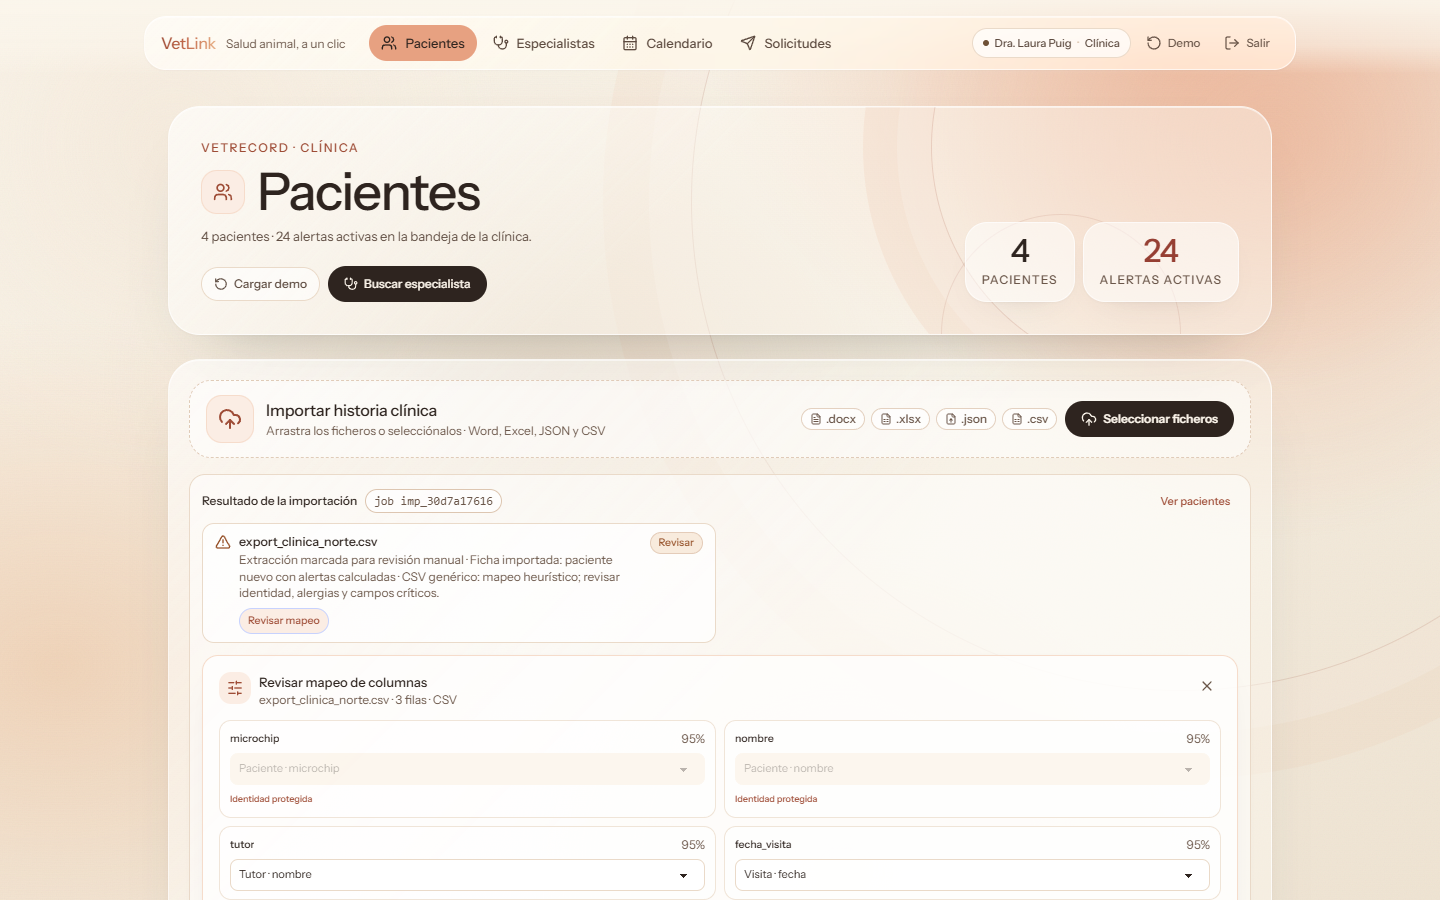 VetLink Salud animal, a un clic Pacientes Especialistas Calendario Solicitudes Dra. Laura Puig · Clínica Demo Salir
VETRECORD · CLÍNICA
Pacientes
4 pacientes · 24 alertas activas en la bandeja de la clínica.
Cargar demo Buscar especialista
4
PACIENTES
24
ALERTAS ACTIVAS
Importar historia clínica
Arrastra los ficheros o selecciónalos · Word, Excel, JSON y CSV
.docx .xlsx .json .csv Seleccionar ficheros
Resultado de la importación job imp_30d7a17616 Ver pacientes
export_clinica_norte.csv Revisar
Extracción marcada para revisión manual · Ficha importada: paciente
nuevo con alertas calculadas · CSV genérico: mapeo heurístico; revisar
identidad, alergias y campos críticos.
Revisar mapeo
Revisar mapeo de columnas
export_clinica_norte.csv · 3 filas · CSV
microchip 95%
Paciente · microchip
Identidad protegida
nombre 95%
Paciente · nombre
Identidad protegida
tutor 95%
Tutor · nombre
fecha_visita 95%
Visita · fecha